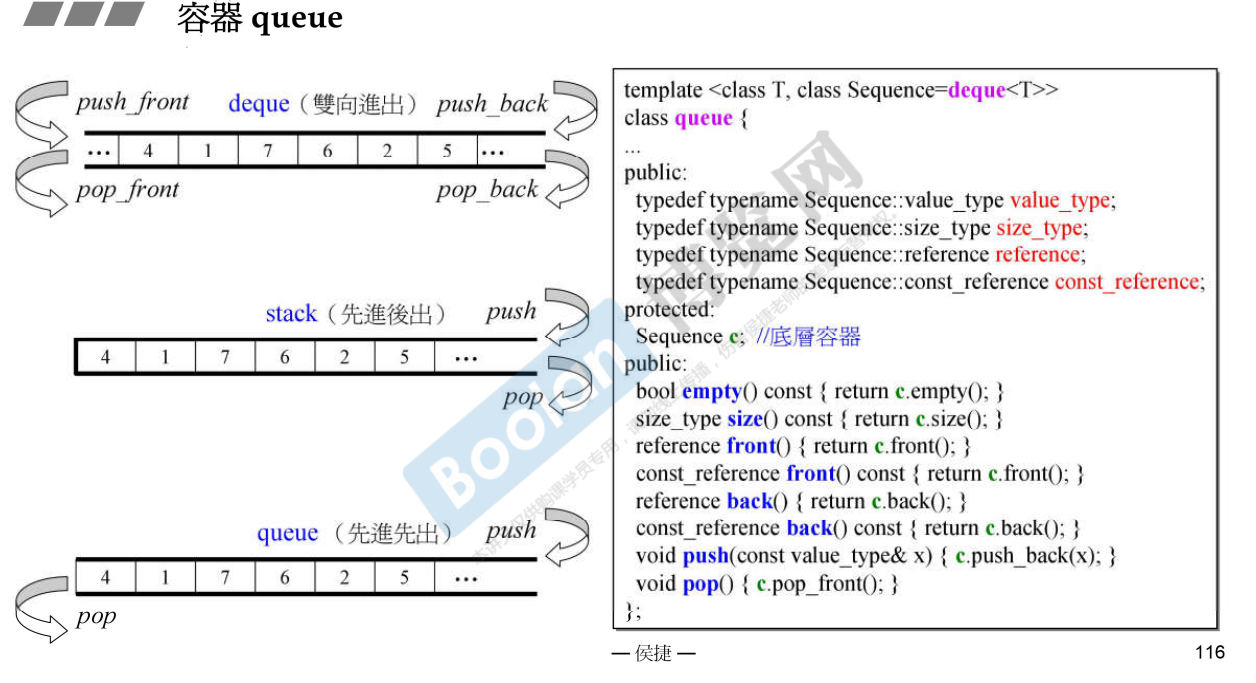 容器 queue
push_front deque（雙向進出） push_back
... 4 1 7 6 2 5 ...
pop_front pop_back
stack（先進後出） push
4 1 7 6 2 5 ...
pop
queue （先進先出） push
4 1 7 6 2 5 ...
pop
template <class T, class Sequence=deque<T>>
class queue {
...
public:
typedef typename Sequence::value_type value_type;
typedef typename Sequence::size_type size_type;
typedef typename Sequence::reference reference;
typedef typename Sequence::const_reference const_reference;
protected:
Sequence c; //底層容器
public:
bool empty() const { return c.empty(); }
size_type size() const { return c.size(); }
reference front() { return c.front(); }
const_reference front() const { return c.front(); }
reference back() { return c.back(); }
const_reference back() const { return c.back(); }
void push(const value_type& x) { c.push_back(x); }
void pop() { c.pop_front(); }
};
Boolan 博览网
— 侯捷 —
116